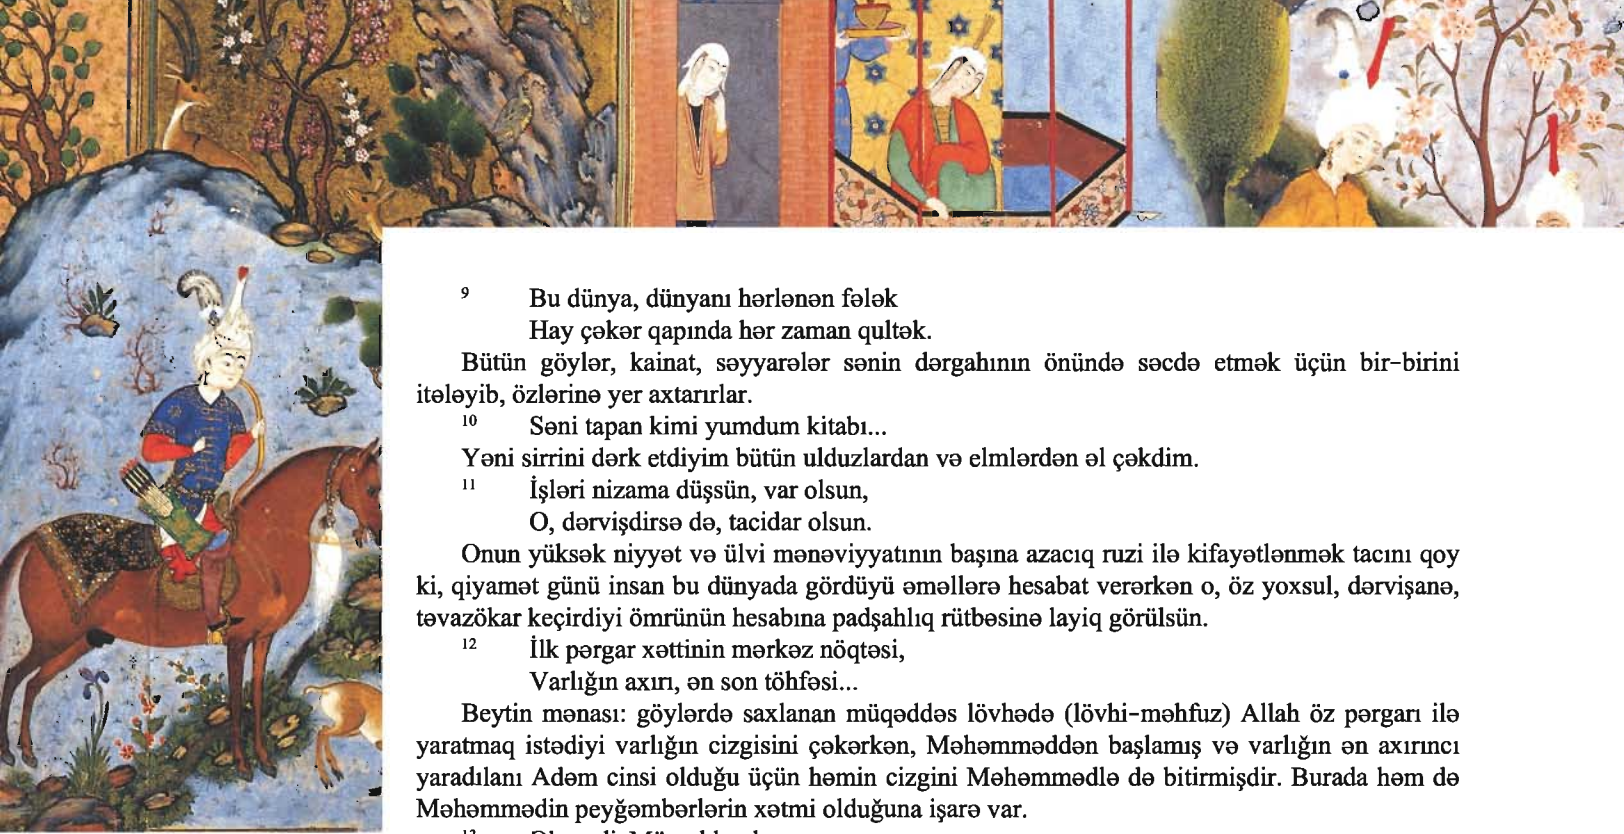 9 Bu dünya, dünyanı hərlənən fələk
Hay çəkər qapında hər zaman qultək.
Bütün göylər, kainat, səyyarələr sənin dərgahının önündə səcdə etmək üçün bir-birini
itələyib, özlərinə yer axtarırlar.
10 Səni tapan kimi yumdum kitabı...
Yəni sirrini dərk etdiyim bütün ulduzlardan və elmlərdən əl çəkdim.
11 İşləri nizama düşsün, var olsun,
O, dərvişdirsə də, tacidar olsun.
Onun yüksək niyyət və ülvi mənəviyyatının başına azacıq ruzi ilə kifayətlənmək tacını qoy
ki, qiyamət günü insan bu dünyada gördüyü əməllərə hesabat verərkən o, öz yoxsul, dərvişanə,
təvazökar keçirdiyi ömrünün hesabına padşahlıq rütbəsinə layiq görülsün.
12 İlk pərgar xəttinin mərkəz nöqtəsi,
Varlığın axırı, ən son töhfəsi...
Beytin mənası: göylərdə saxlanan müqəddəs lövhədə (lövhi-məhfuz) Allah öz pərgarı ilə
yaratmaq istədiyi varlığın cizgisini çəkərkən, Məhəmməddən başlamış və varlığın ən axırıncı
yaradılanı Adəm cinsi olduğu üçün həmin cizgini Məhəmmədlə də bitirmişdir. Burada həm də
Məhəmmədin peyğəmbərlərin xətmi olduğuna işarə var.